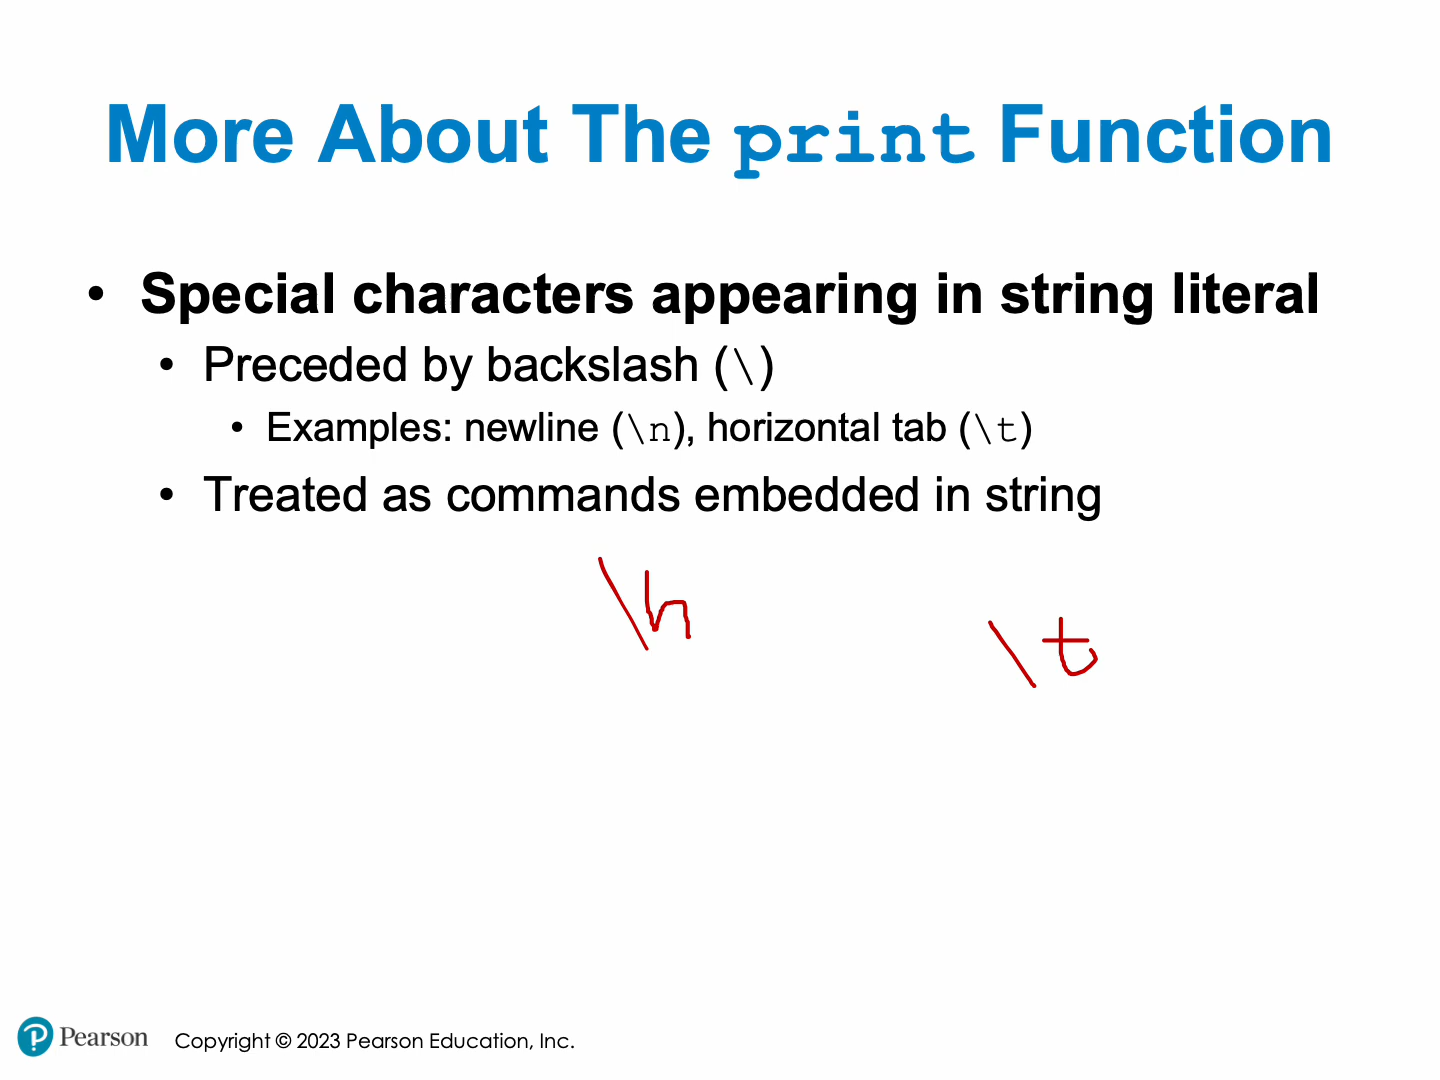 More About The print Function
• Special characters appearing in string literal
• Preceded by backslash (\)
• Examples: newline (\n), horizontal tab (\t)
• Treated as commands embedded in string
\n
\t
Pearson Copyright © 2023 Pearson Education, Inc.